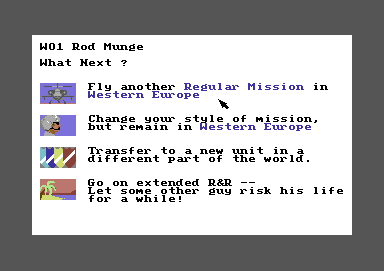 WO1 Rod Munge
What Next ?
Fly another Regular Mission in
Western Europe
Change your style of mission,
but remain in Western Europe
Transfer to a new unit in a
different part of the world.
Go on extended R&R --
Let some other guy risk his life
for a while!